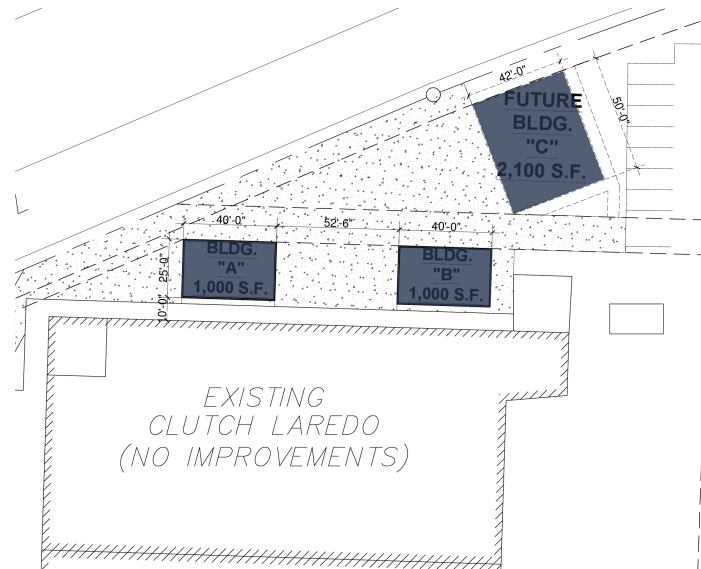 42'-0"
FUTURE
BLDG.
"C"
2,100 S.F.
50'-0"
40'-0"
52'-6"
40'-0"
BLDG.
"A"
1,000 S.F.
BLDG.
"B"
1,000 S.F.
25'-0"
10'-0"
EXISTING
CLUTCH LAREDO
(NO IMPROVEMENTS)